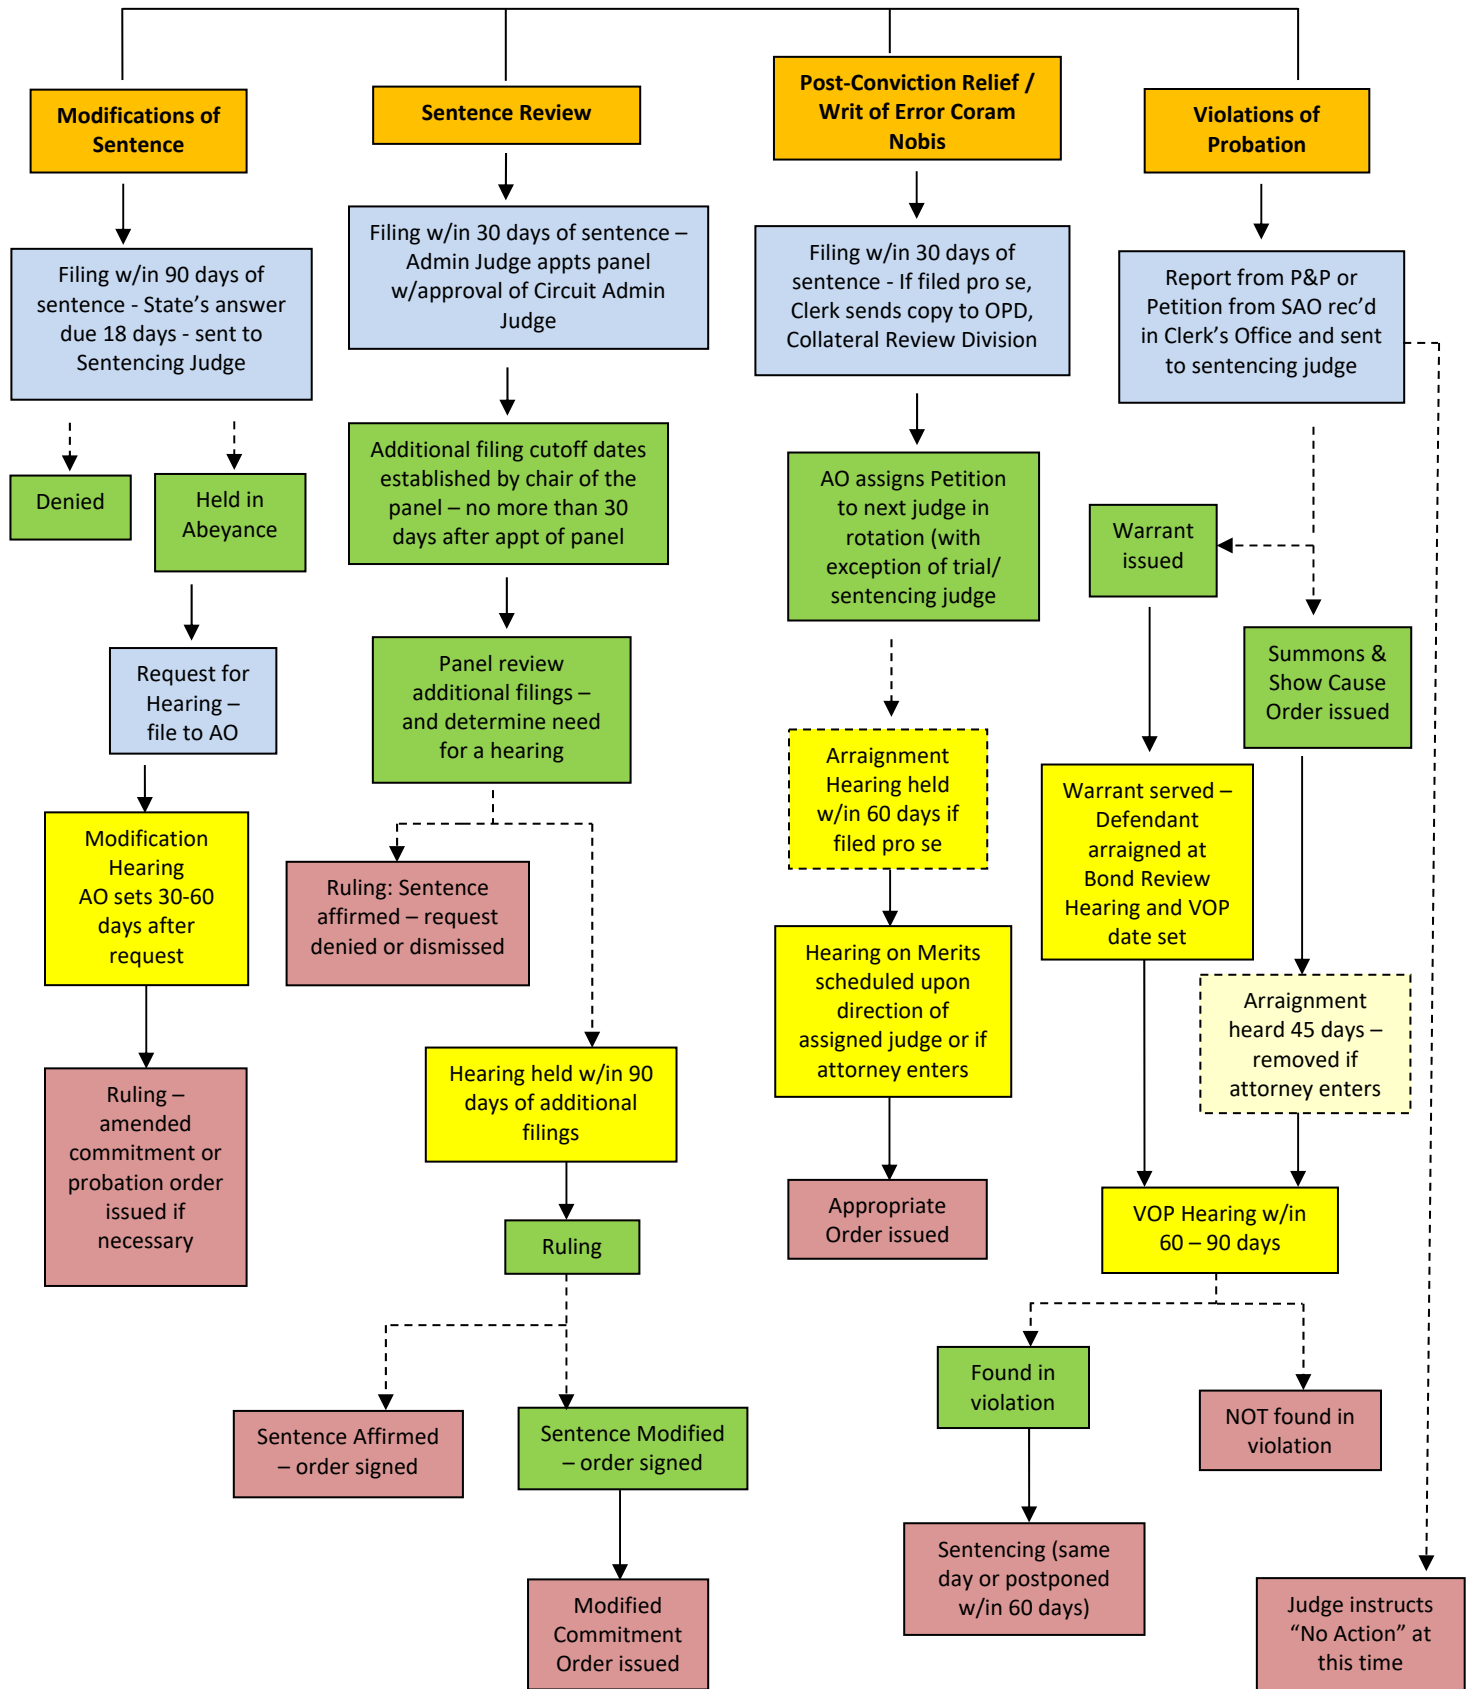 Modifications of
Sentence
Filing w/in 90 days of
sentence - State’s answer
due 18 days - sent to
Sentencing Judge
Denied
Held in
Abeyance
Request for
Hearing –
file to AO
Modification
Hearing
AO sets 30-60
days after
request
Ruling –
amended
commitment or
probation order
issued if
necessary
Sentence Review
Filing w/in 30 days of sentence –
Admin Judge appts panel
w/approval of Circuit Admin
Judge
Additional filing cutoff dates
established by chair of the
panel – no more than 30
days after appt of panel
Panel review
additional filings –
and determine need
for a hearing
Ruling: Sentence
affirmed – request
denied or dismissed
Hearing held w/in 90
days of additional
filings
Ruling
Sentence Affirmed
– order signed
Sentence Modified
– order signed
Modified
Commitment
Order issued
Post-Conviction Relief /
Writ of Error Coram
Nobis
Filing w/in 30 days of
sentence - If filed pro se,
Clerk sends copy to OPD,
Collateral Review Division
AO assigns Petition
to next judge in
rotation (with
exception of trial/
sentencing judge
Arraignment
Hearing held
w/in 60 days if
filed pro se
Hearing on Merits
scheduled upon
direction of
assigned judge or if
attorney enters
Appropriate
Order issued
Violations of
Probation
Report from P&P or
Petition from SAO rec’d
in Clerk’s Office and sent
to sentencing judge
Warrant
issued
Summons &
Show Cause
Order issued
Warrant served –
Defendant
arraigned at
Bond Review
Hearing and VOP
date set
Arraignment
heard 45 days –
removed if
attorney enters
VOP Hearing w/in
60 – 90 days
Found in
violation
NOT found in
violation
Sentencing (same
day or postponed
w/in 60 days)
Judge instructs
“No Action” at
this time